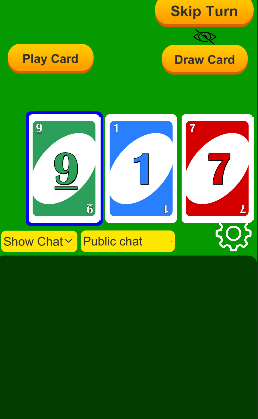 Skip Turn
Play Card
Draw Card
9 1 7
9 1 7
9 1 7
Show Chat Public chat